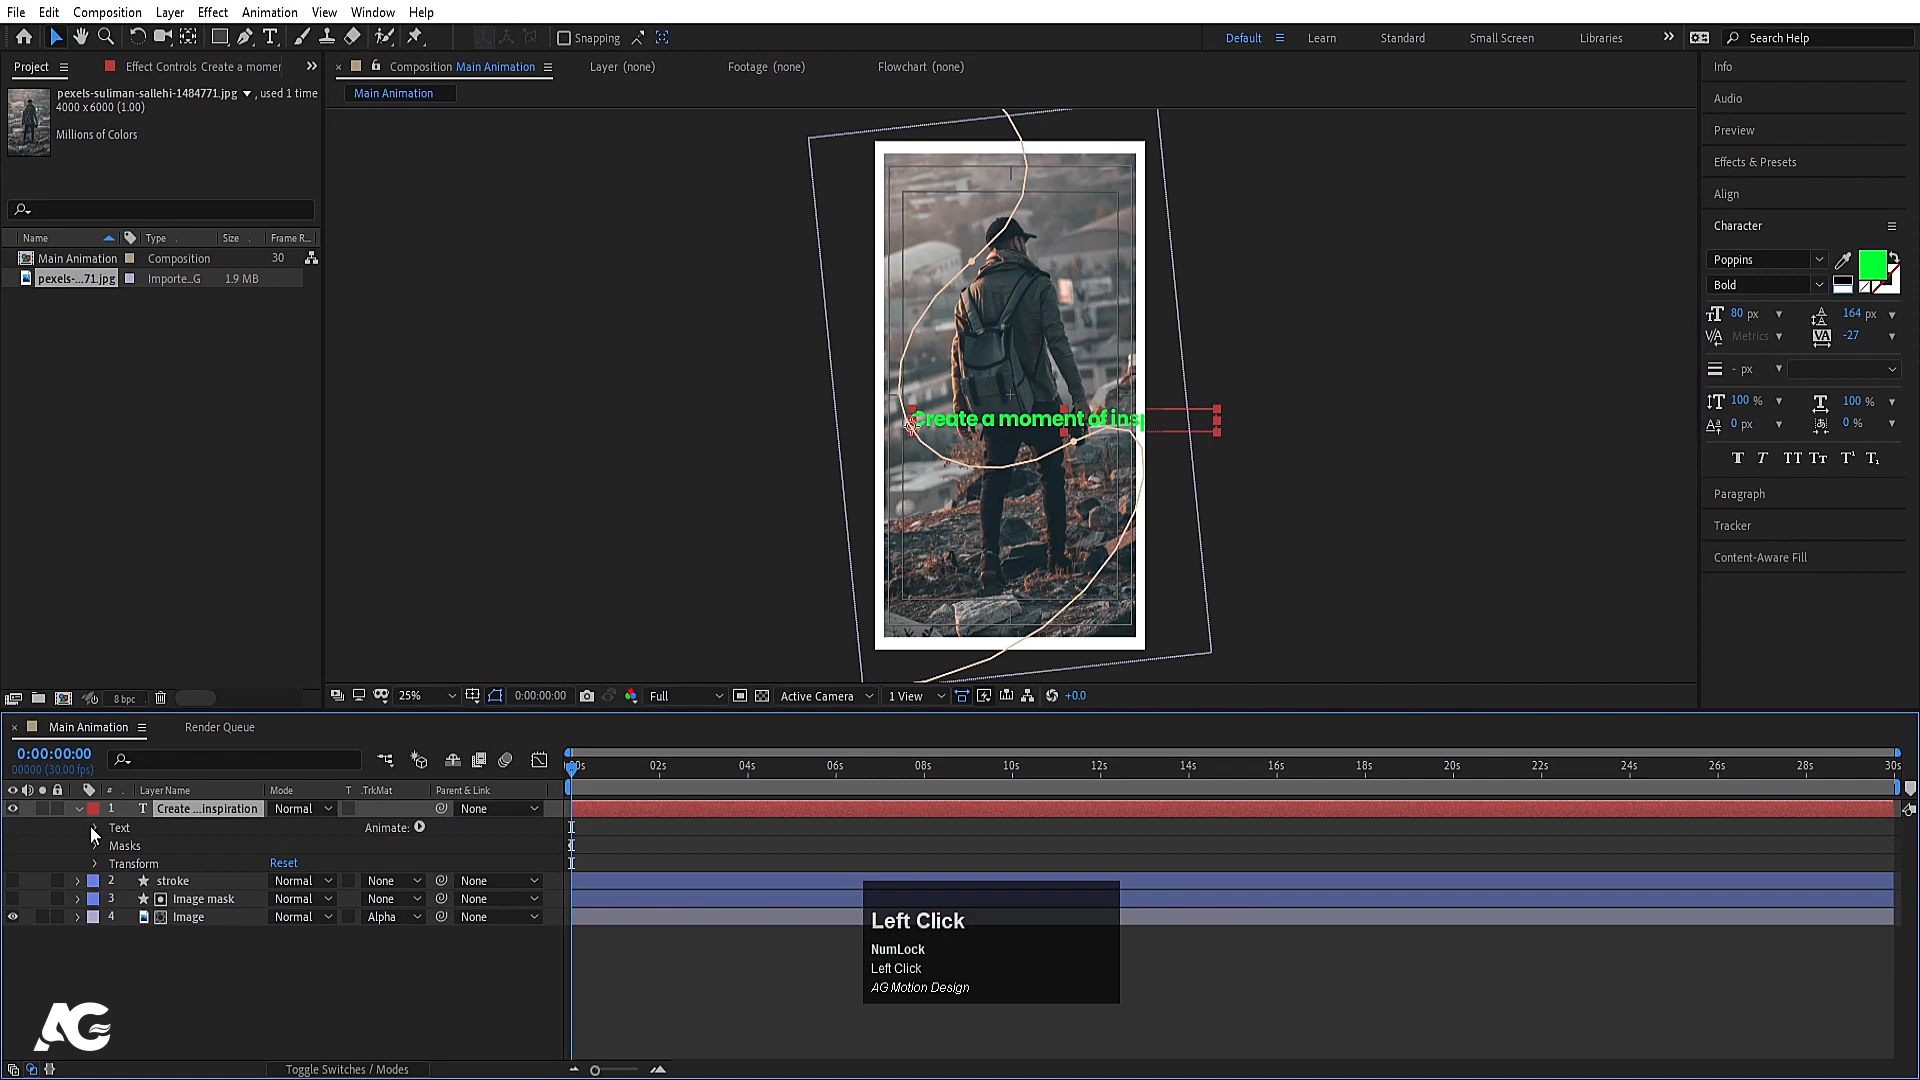 File Edit Composition Layer Effect Animation View Window Help
Snapping
Default Learn Standard Small Screen Libraries Search Help
Project Effect Controls Create a momer
pexels-suliman-sallehi-1484771.jpg , used 1 time
4000 x 6000 (1.00)
Millions of Colors
Name Type Size Frame R...
Main Animation Composition 30
pexels-...71.jpg Importe...G 1.9 MB
8 bpc
Composition Main Animation Layer (none) Footage (none) Flowchart (none)
Main Animation
Create a moment of insp
25% 0:00:00:00 Full Active Camera 1 View +0.0
Info
Audio
Preview
Effects & Presets
Align
Character
Poppins
Bold
80 px 164 px
Metrics -27
- px
100 % 100 %
0 px 0 %
Paragraph
Tracker
Content-Aware Fill
Main Animation Render Queue
0:00:00:00
00000 (30.00 fps)
# Layer Name Mode T .TrkMat Parent & Link
1 T Create ...inspiration Normal None
Text Animate:
Masks
Transform Reset
2 stroke Normal None None
3 Image mask Normal None None
4 Image Normal Alpha None
02s 04s 06s 08s 10s 12s 14s 16s 18s 20s 22s 24s 26s 28s 30s
Left Click
NumLock
Left Click
AG Motion Design
AG
Toggle Switches / Modes